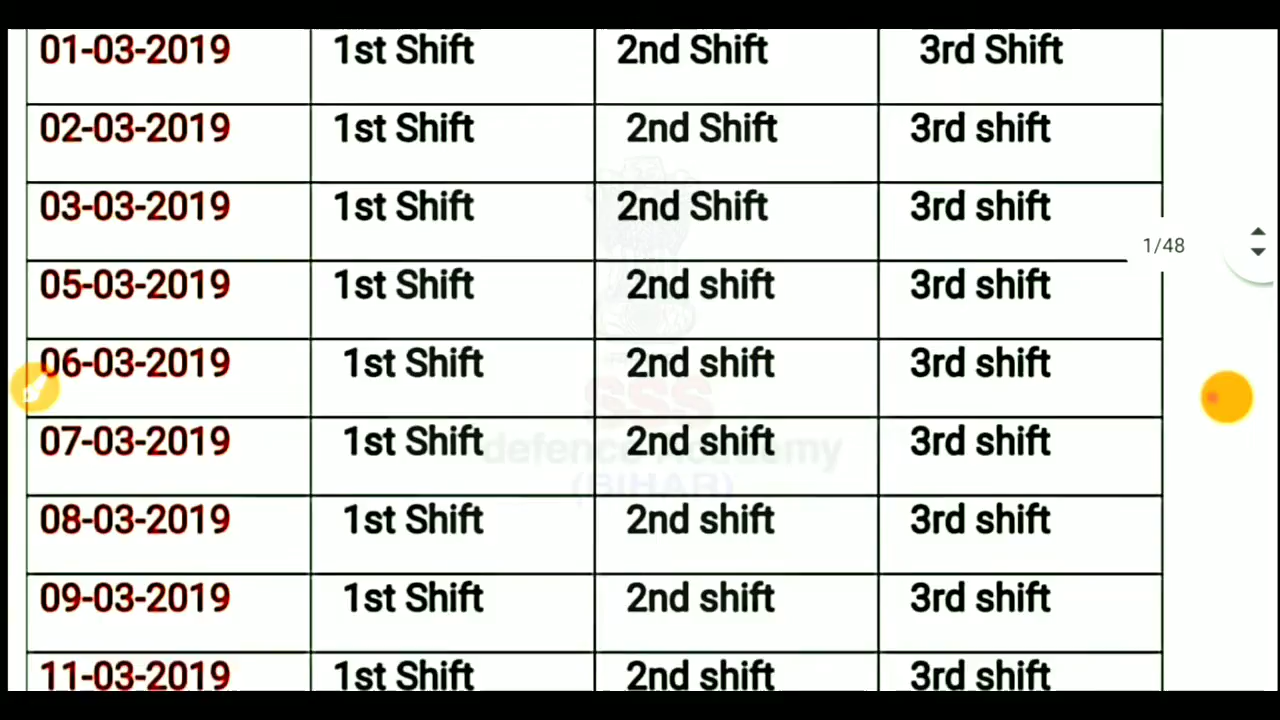 01-03-2019 1st Shift 2nd Shift 3rd Shift
02-03-2019 1st Shift 2nd Shift 3rd shift
03-03-2019 1st Shift 2nd Shift 3rd shift
1/48
05-03-2019 1st Shift 2nd shift 3rd shift
06-03-2019 1st Shift 2nd shift 3rd shift
SSS
07-03-2019 1st Shift 2nd shift 3rd shift
defence Academy
(BIHAR)
08-03-2019 1st Shift 2nd shift 3rd shift
09-03-2019 1st Shift 2nd shift 3rd shift
11-03-2019 1st Shift 2nd shift 3rd shift